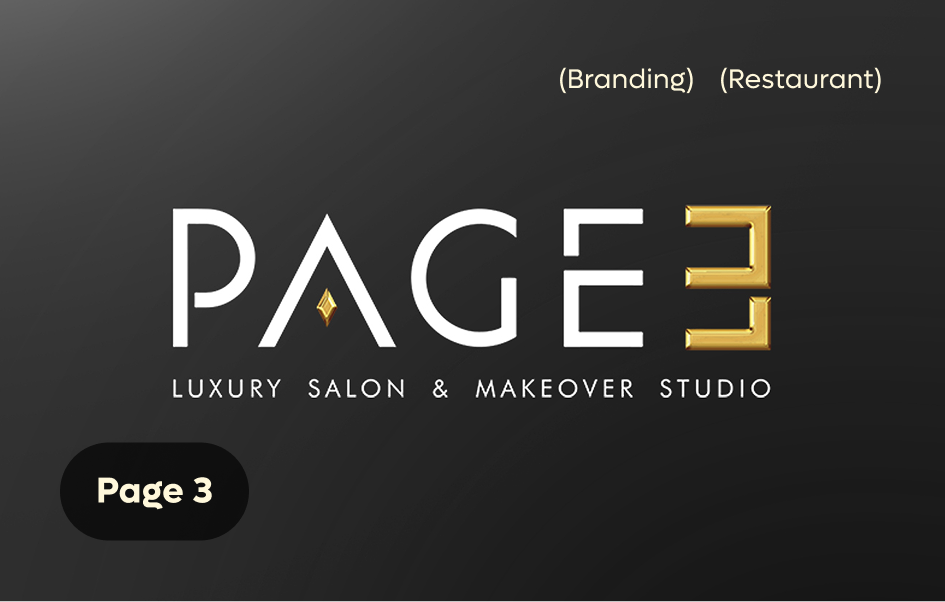 (Branding) (Restaurant)
PAGE3
LUXURY SALON & MAKEOVER STUDIO
Page 3